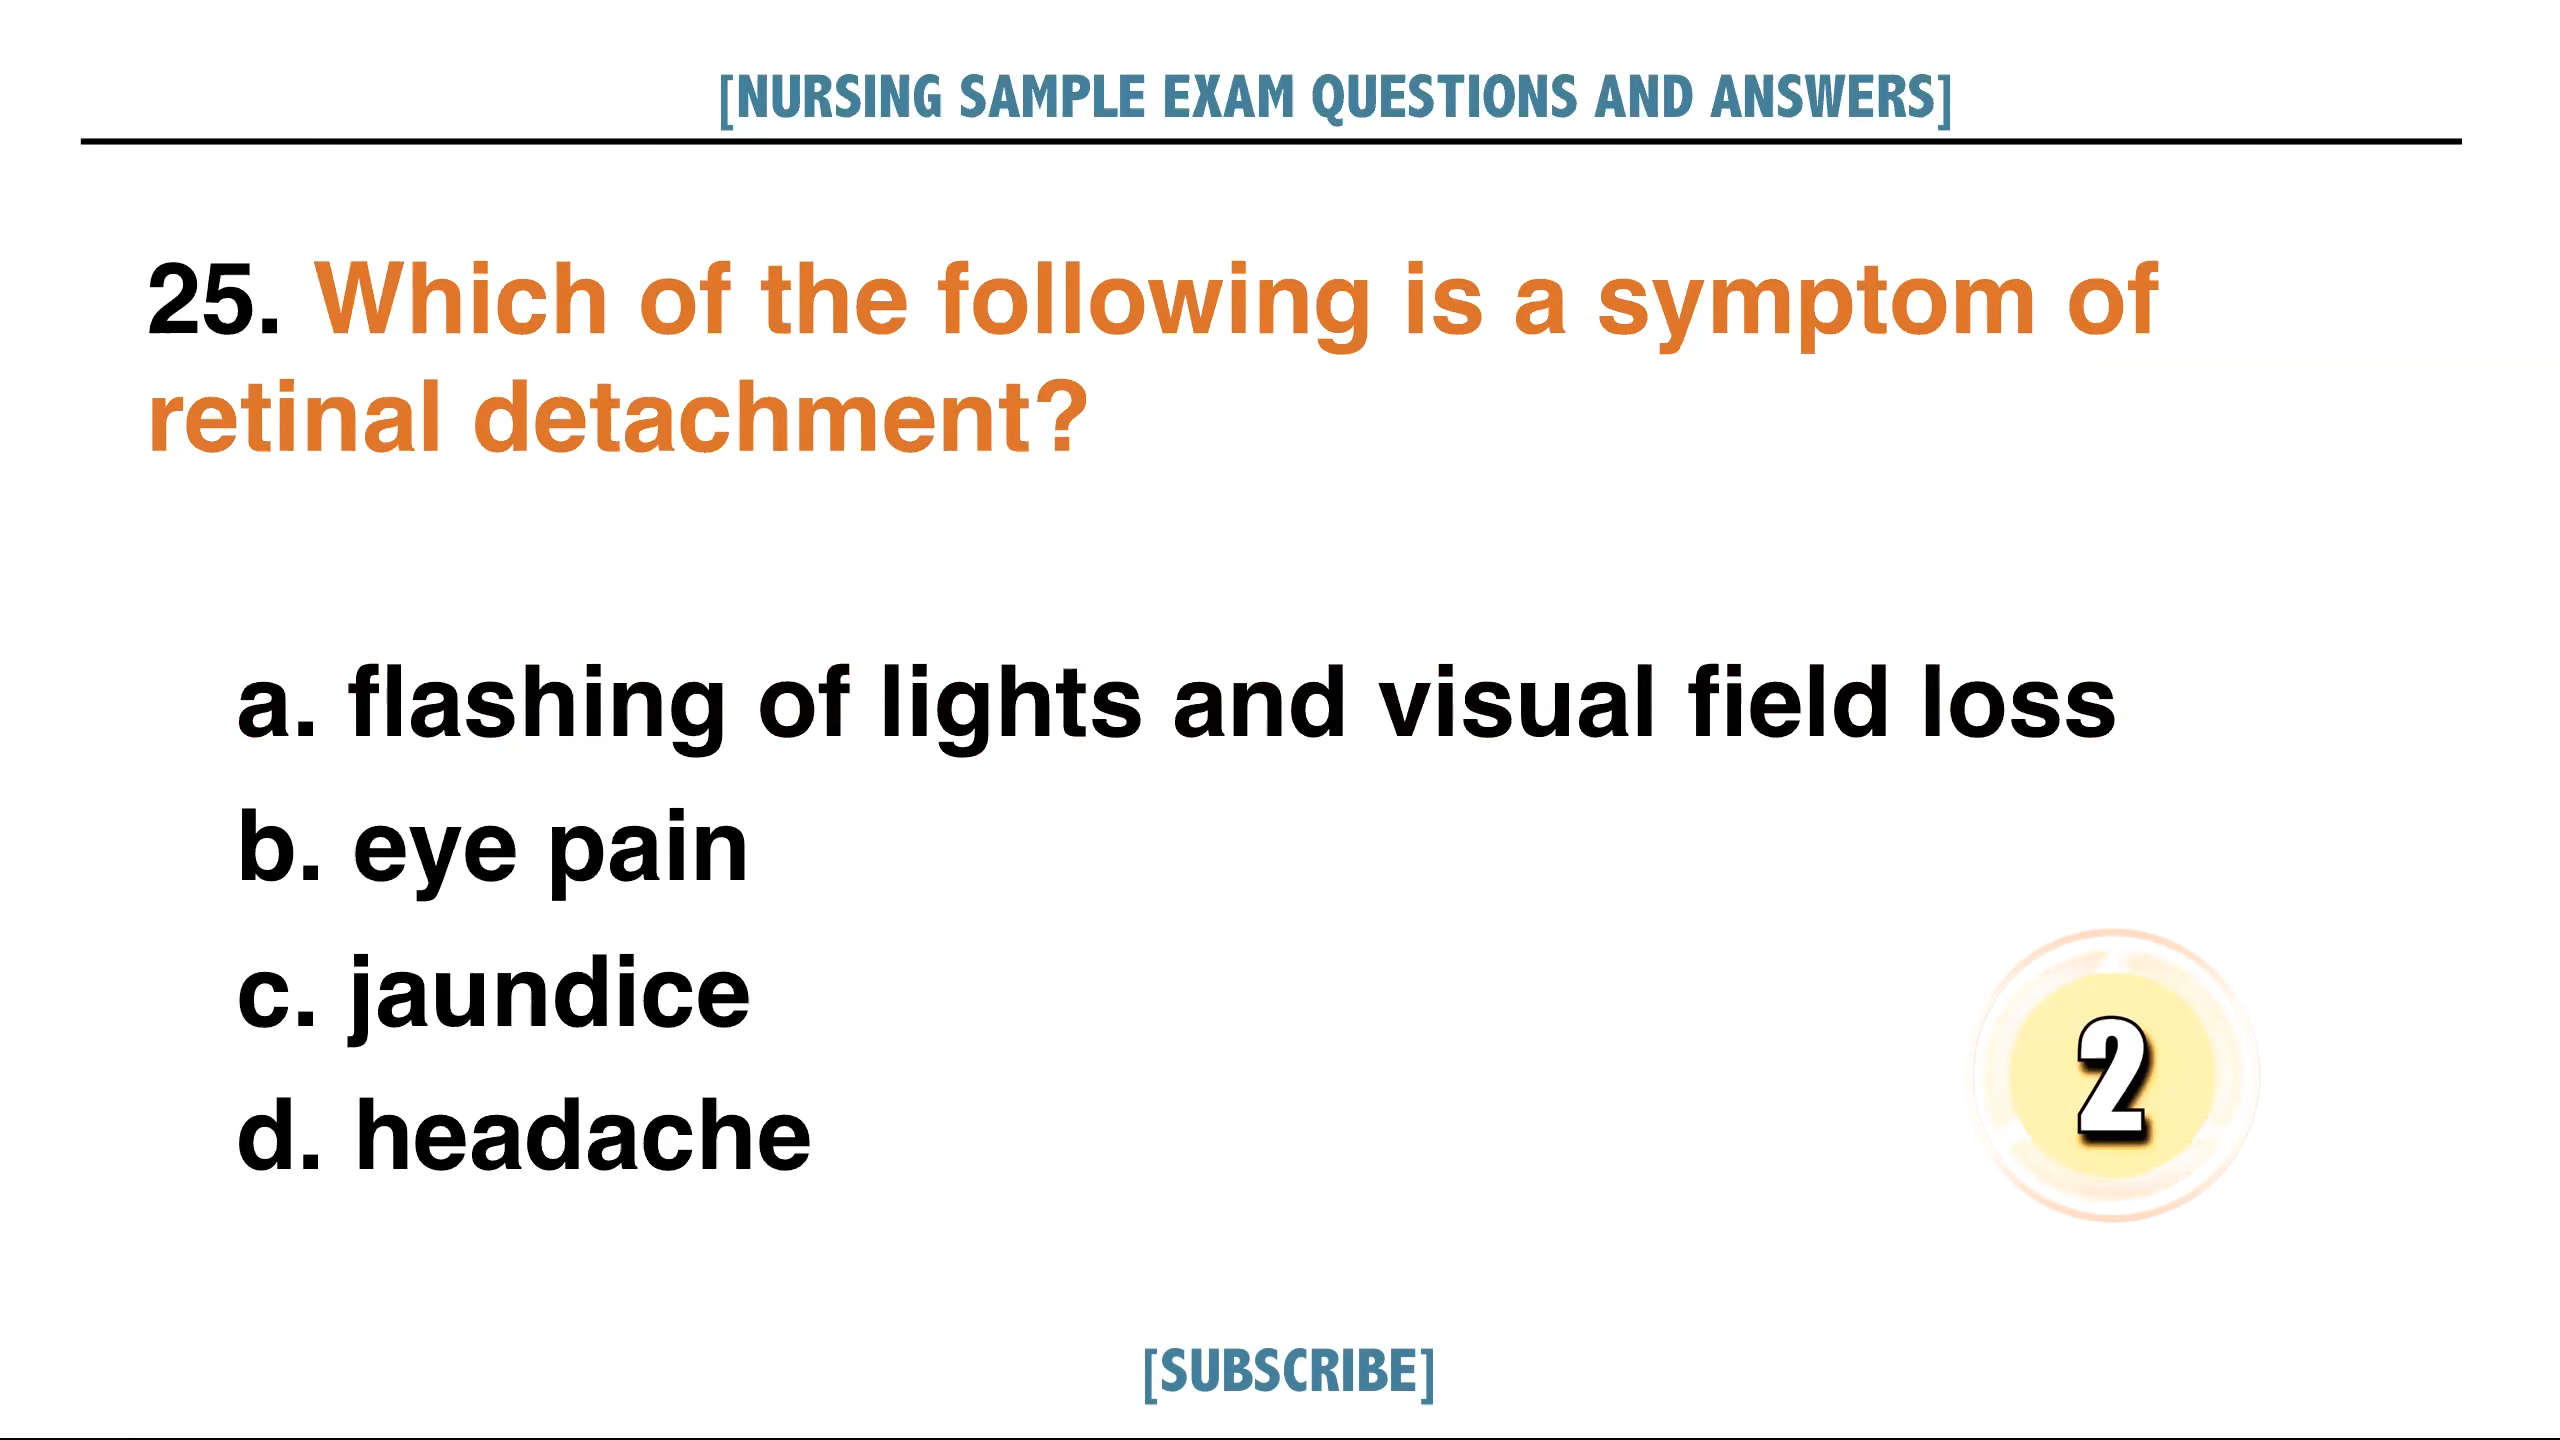 [NURSING SAMPLE EXAM QUESTIONS AND ANSWERS]
25. Which of the following is a symptom of
retinal detachment?
a. flashing of lights and visual field loss
b. eye pain
c. jaundice
d. headache
2
[SUBSCRIBE]